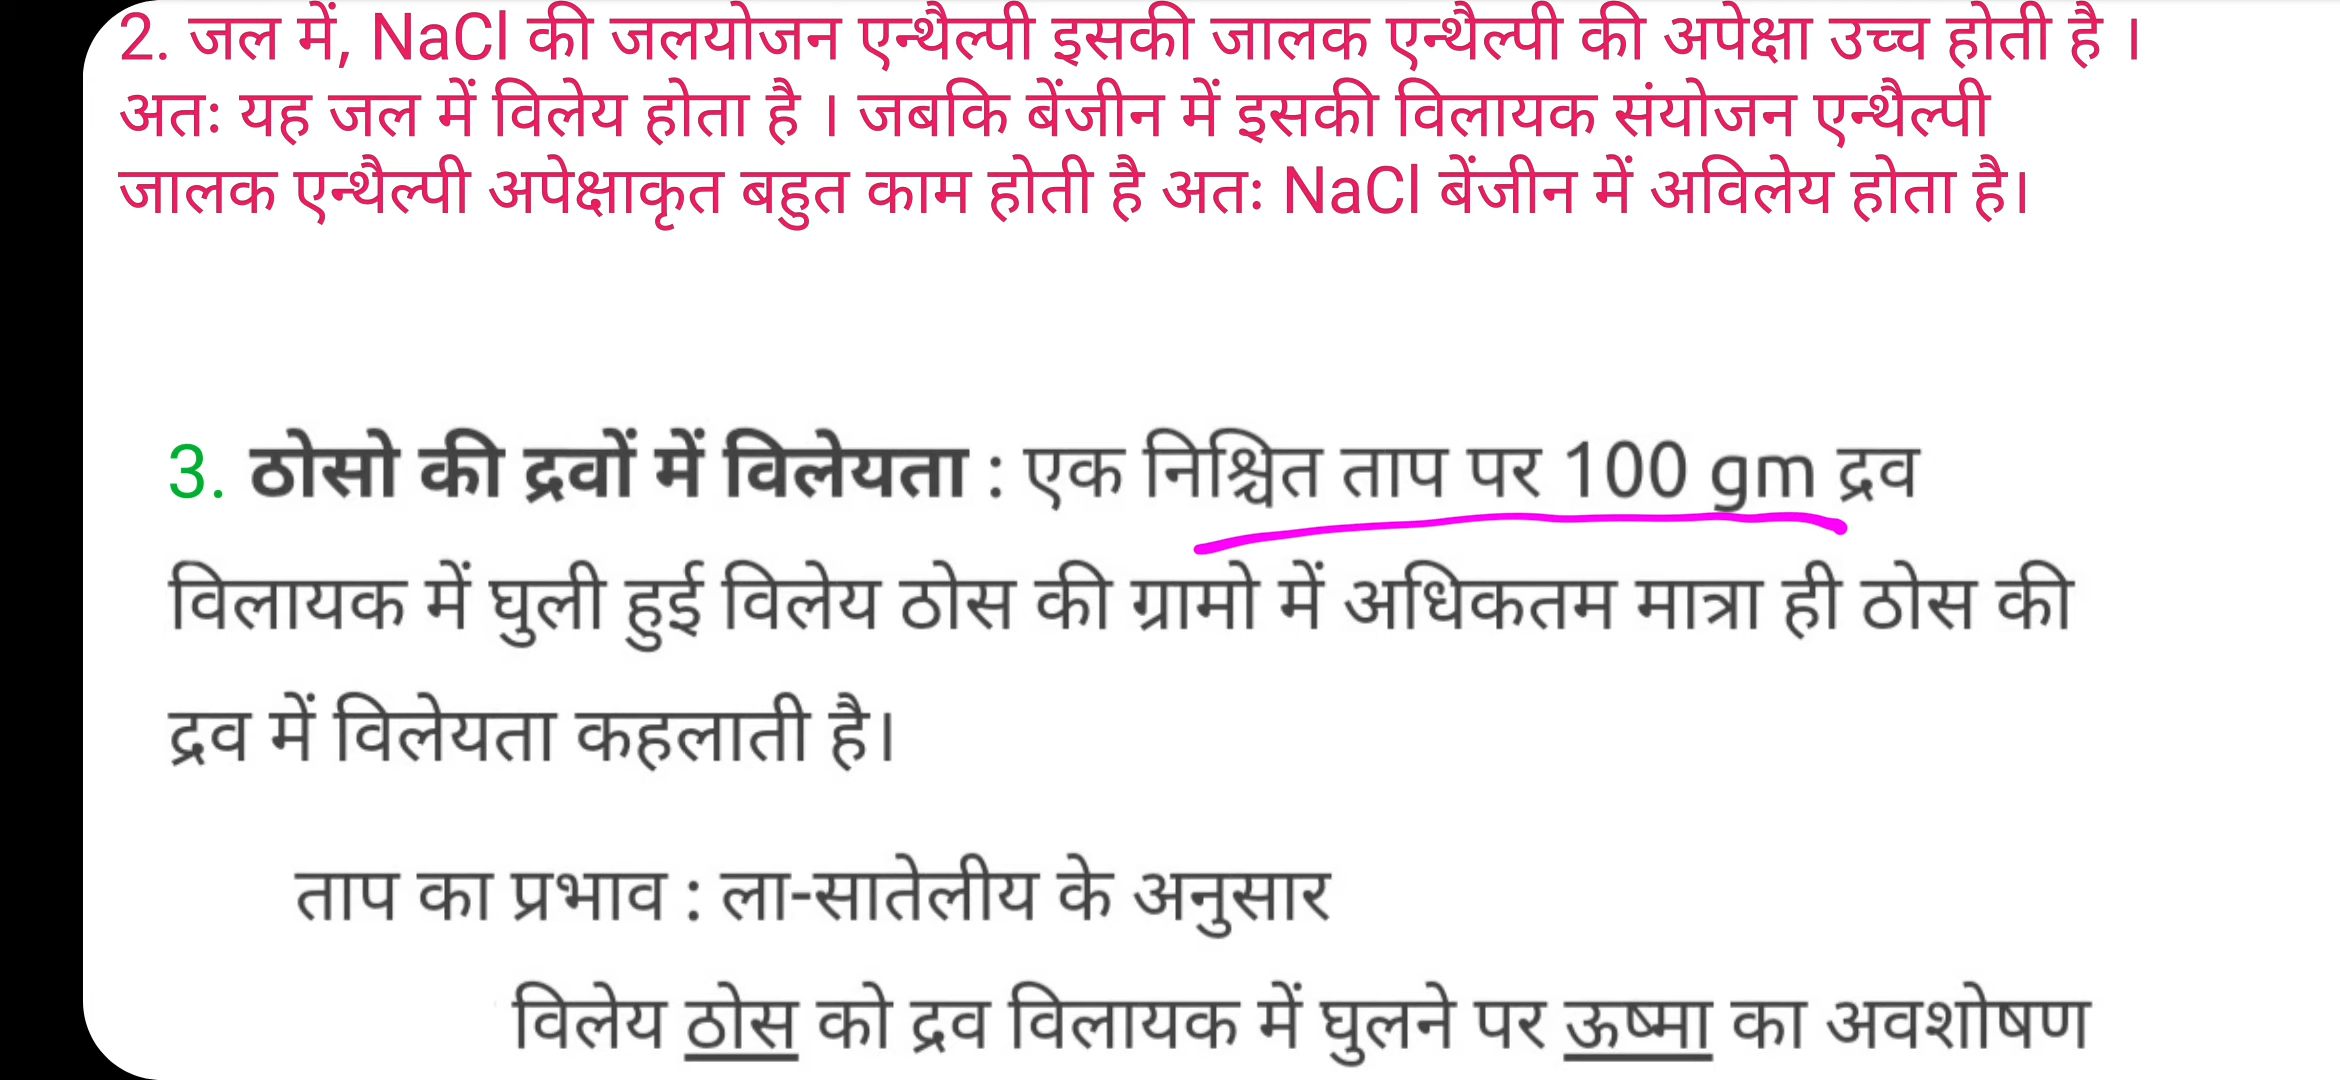 2. जल में, NaCl की जलयोजन एन्थैल्पी इसकी जालक एन्थैल्पी की अपेक्षा उच्च होती है ।
अतः यह जल में विलेय होता है । जबकि बेंजीन में इसकी विलायक संयोजन एन्थैल्पी
जालक एन्थैल्पी अपेक्षाकृत बहुत काम होती है अतः NaCl बेंजीन में अविलेय होता है।
3. ठोसो की द्रवों में विलेयता : एक निश्चित ताप पर 100 gm द्रव
विलायक में घुली हुई विलेय ठोस की ग्रामो में अधिकतम मात्रा ही ठोस की
द्रव में विलेयता कहलाती है।
ताप का प्रभाव : ला-सातेलीय के अनुसार
विलेय ठोस को द्रव विलायक में घुलने पर ऊष्मा का अवशोषण